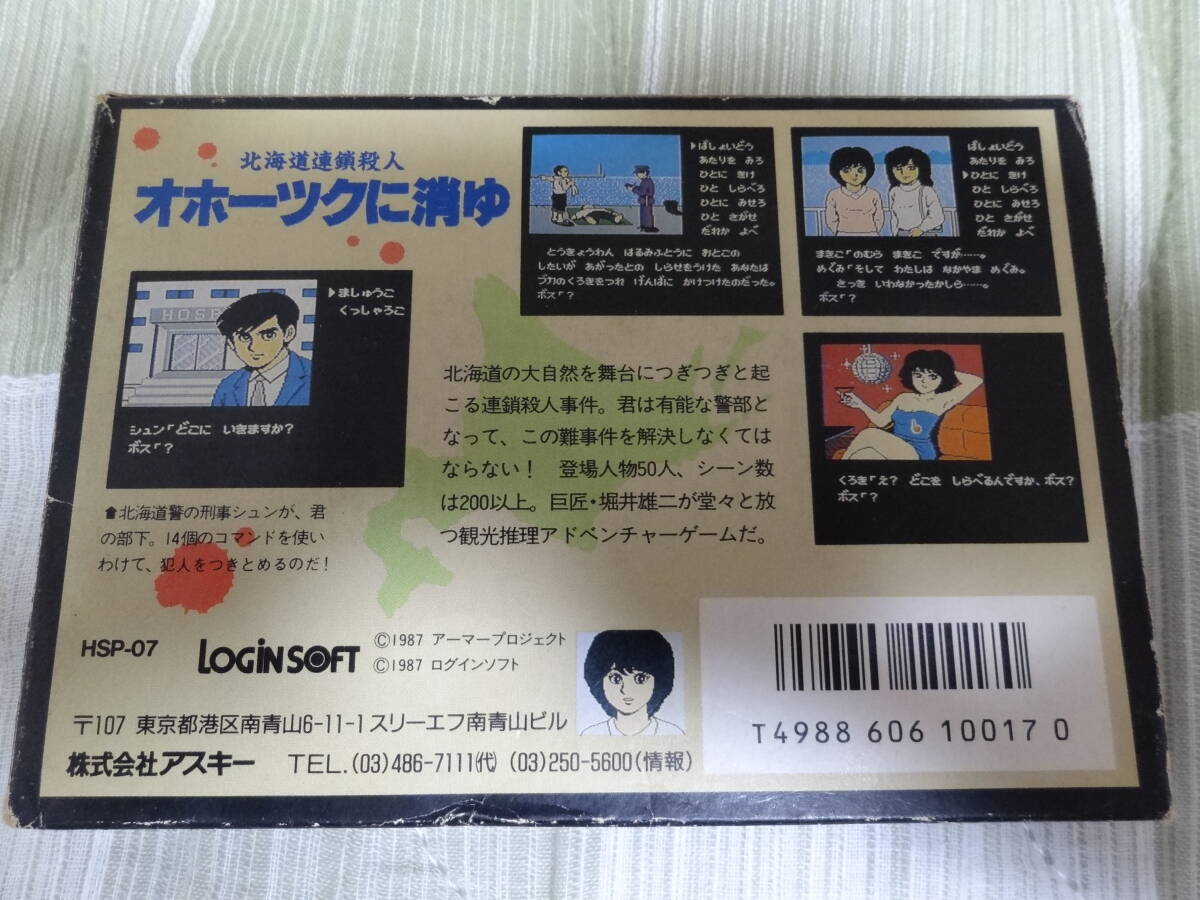 北海道連鎖殺人
オホーツクに消ゆ
HOSP
▶ましゅうこ
くっしゃろこ
シュン「どこに いきますか?
ボス「?
⬆北海道警の刑事シュンが、君
の部下。14個のコマンドを使い
わけて、犯人をつきとめるのだ!
▶ばしょいどう
あたりを みろ
ひとに きけ
ひと しらべろ
ひとに みせろ
ひと さがせ
だれか よべ
とうきょうわん はるみふとうに おとこの
したいが あがったとの しらせをうけた あなたは
ブカのくろきをつれ げんばに かけつけたのだった。
ボス「?
ばしょいどう
あたりを みろ
▶ひとに きけ
ひと しらべろ
ひとに みせろ
ひと さがせ
だれか よべ
まきこ「のむら まきこ ですが……。
めぐみ「そして わたしは なかやま めぐみ。
さっき いわなかったかしら……。
ボス「?
くろき「え? どこを しらべるんですか、ボス?
ボス「?
北海道の大自然を舞台につぎつぎと起
こる連鎖殺人事件。君は有能な警部と
なって、この難事件を解決しなくては
ならない! 登場人物50人、シーン数
は200以上。巨匠・堀井雄二が堂々と放
つ観光推理アドベンチャーゲームだ。
HSP-07
LOGiN SOFT
Ⓒ1987 アーマープロジェクト
Ⓒ1987 ログインソフト
〒107 東京都港区南青山6-11-1スリーエフ南青山ビル
株式会社アスキー TEL.(03)486-7111(代) (03)250-5600(情報)
T4988 606 10017 0